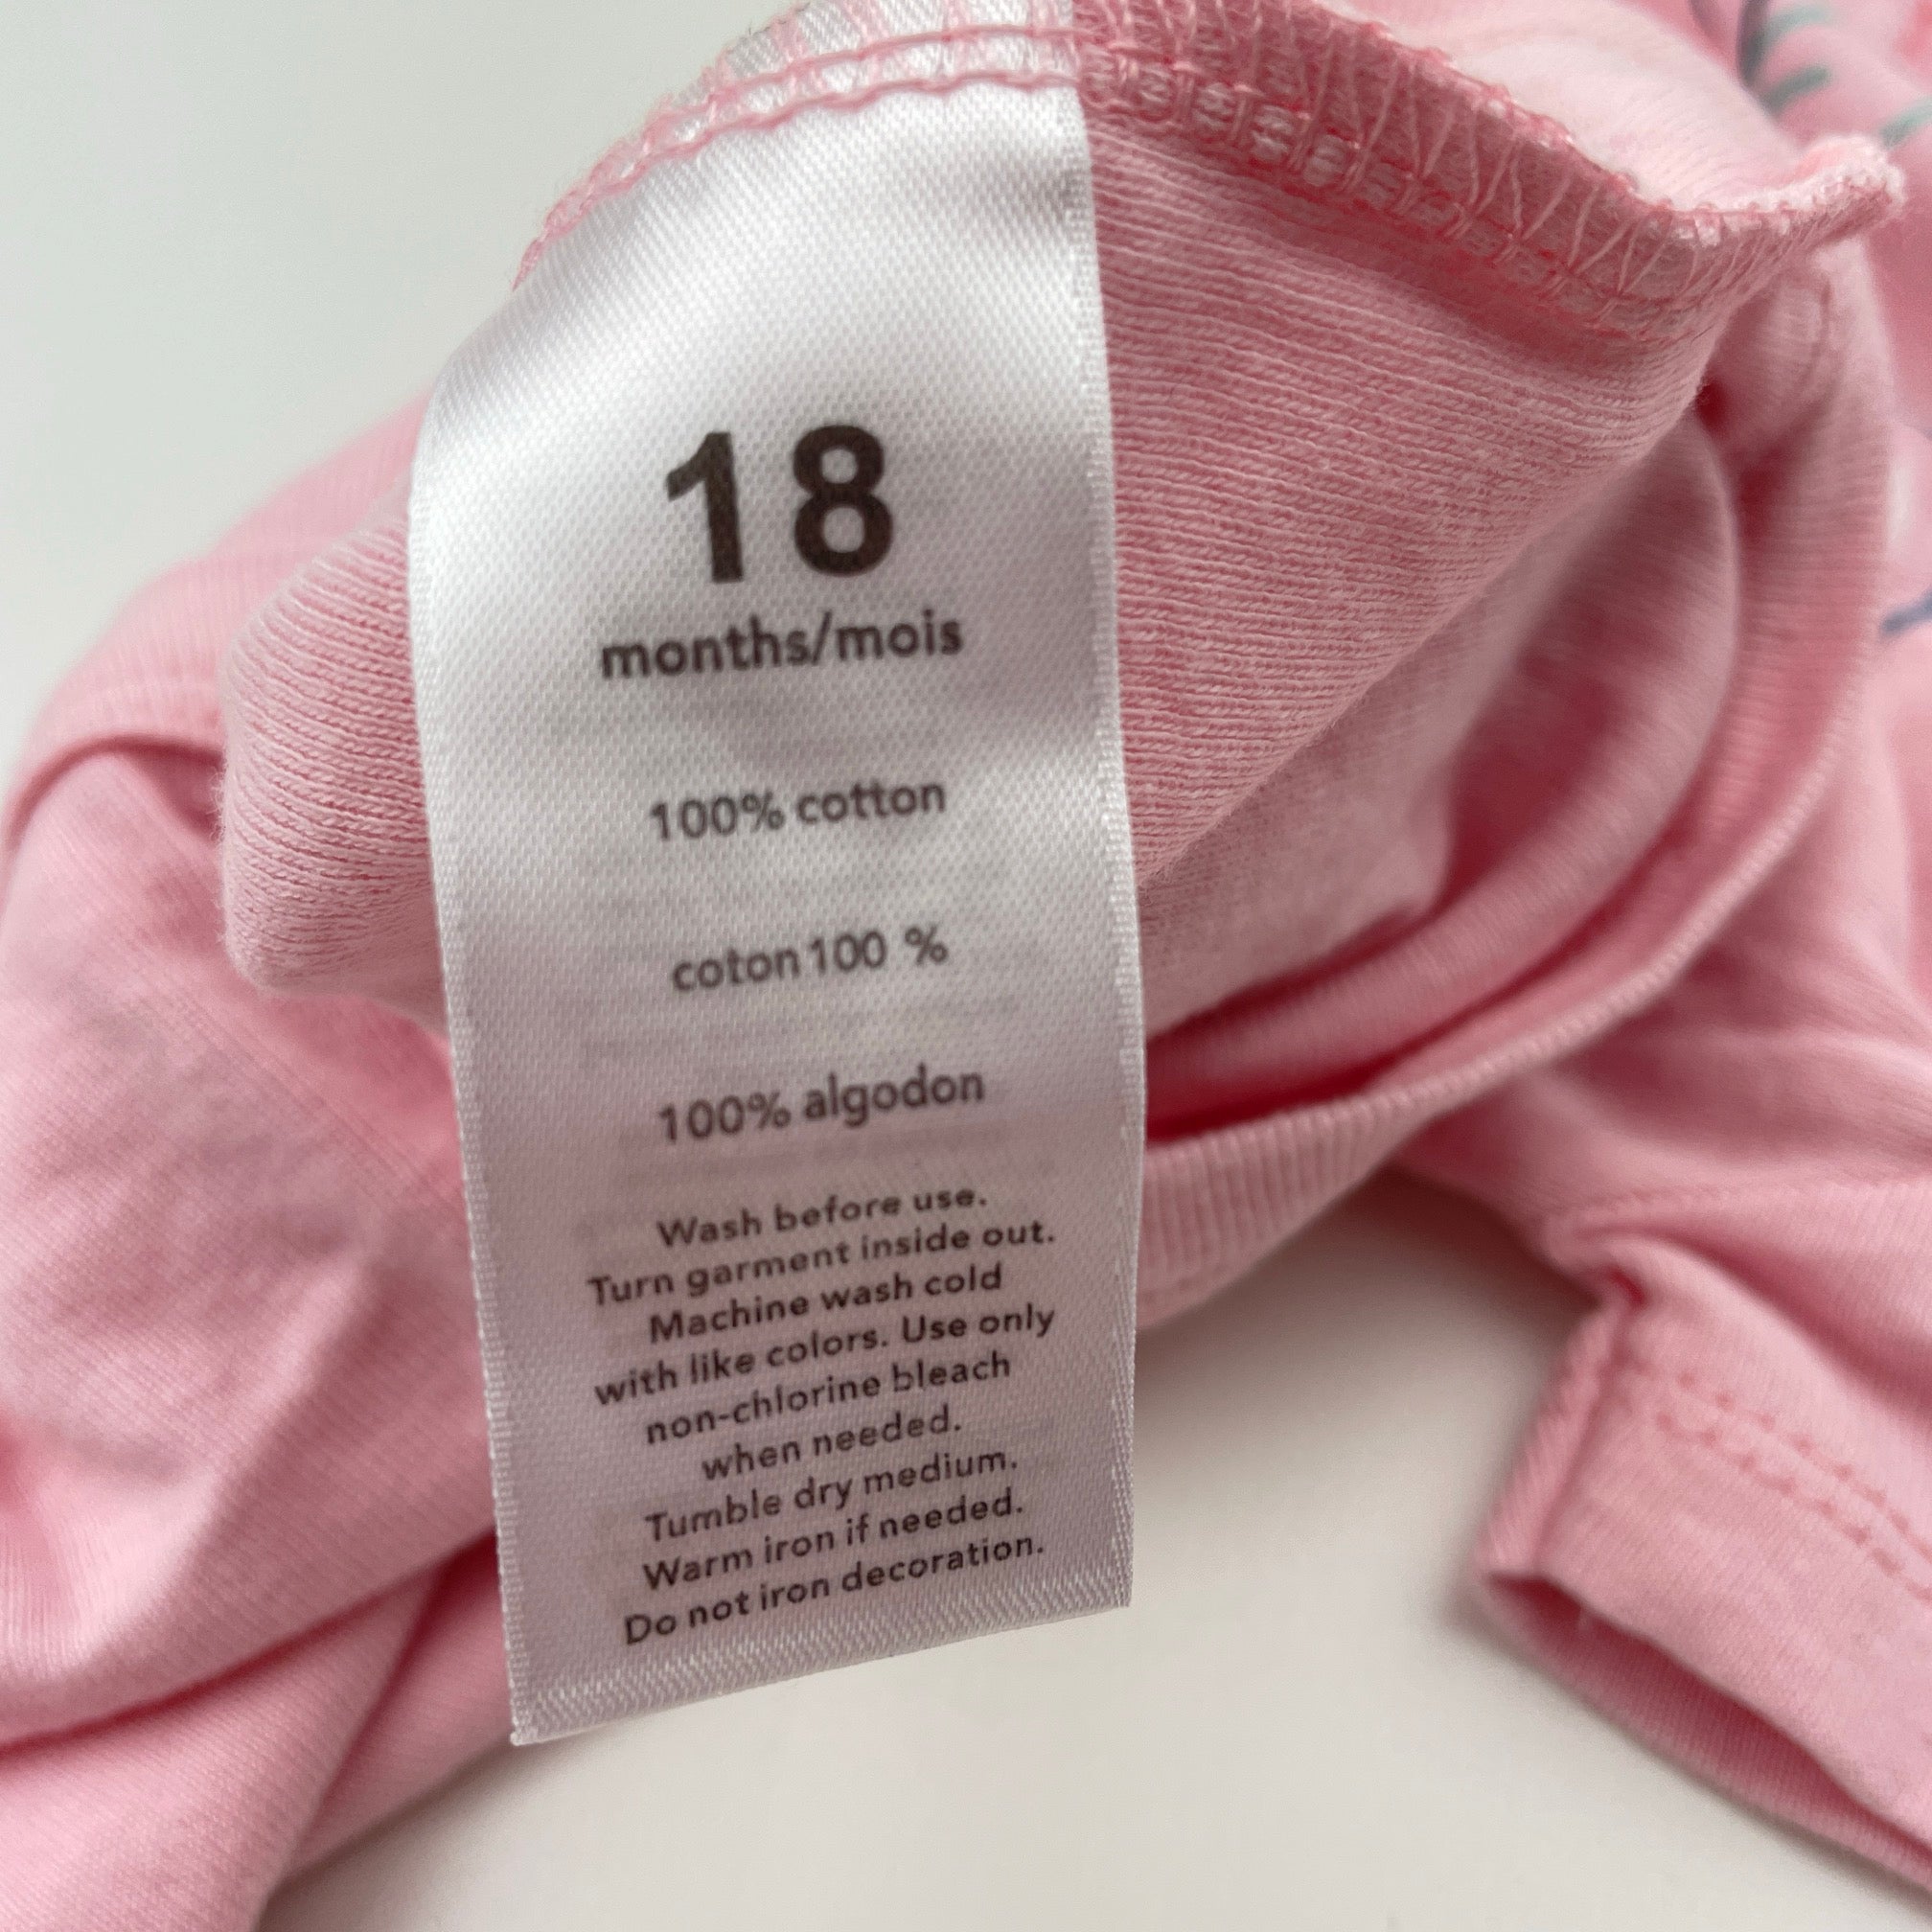 18
months/mois
100% cotton
coton 100 %
100% algodon
Wash before use.
Turn garment inside out.
Machine wash cold
with like colors. Use only
non-chlorine bleach
when needed.
Tumble dry medium.
Warm iron if needed.
Do not iron decoration.